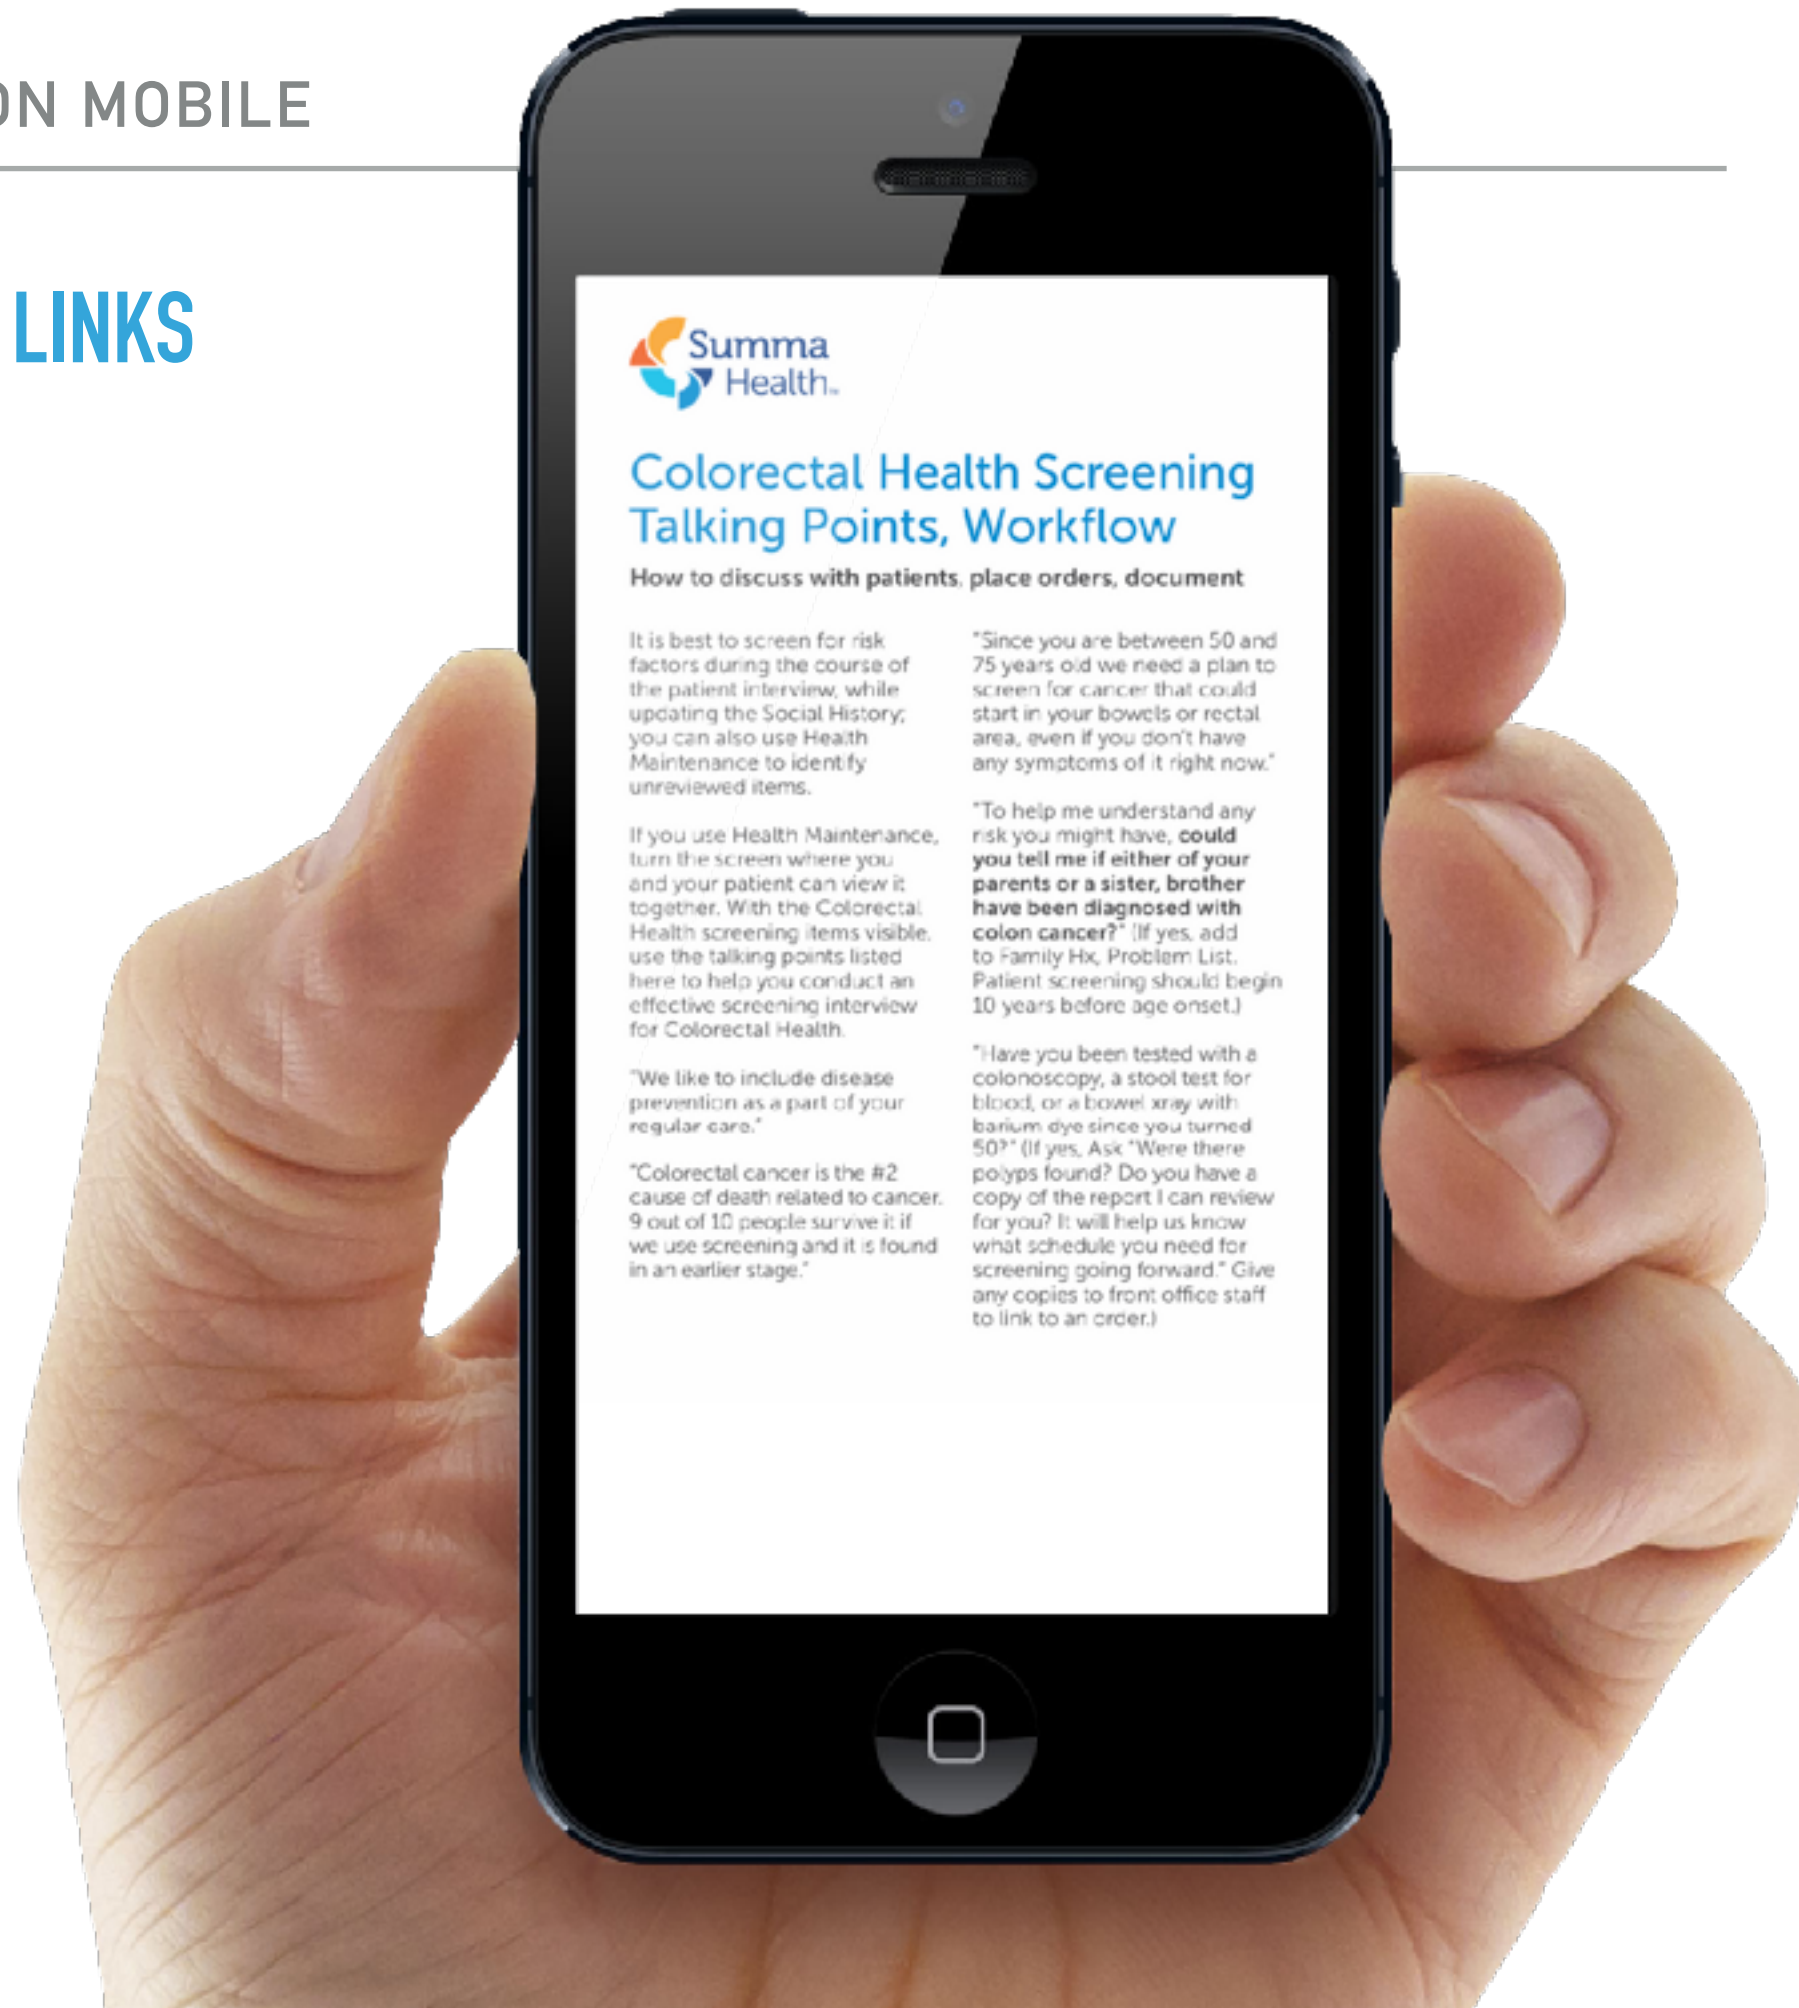 ON MOBILE
LINKS
Summa
Health™
Colorectal Health Screening
Talking Points, Workflow
How to discuss with patients, place orders, document
It is best to screen for risk
factors during the course of
the patient interview, while
updating the Social History;
you can also use Health
Maintenance to identify
unreviewed items.
If you use Health Maintenance,
turn the screen where you
and your patient can view it
together. With the Colorectal
Health screening items visible,
use the talking points listed
here to help you conduct an
effective screening interview
for Colorectal Health.
"We like to include disease
prevention as a part of your
regular care."
"Colorectal cancer is the #2
cause of death related to cancer.
9 out of 10 people survive it if
we use screening and it is found
in an earlier stage."
"Since you are between 50 and
75 years old we need a plan to
screen for cancer that could
start in your bowels or rectal
area, even if you don't have
any symptoms of it right now."
"To help me understand any
risk you might have, could
you tell me if either of your
parents or a sister, brother
have been diagnosed with
colon cancer?" (If yes, add
to Family Hx, Problem List.
Patient screening should begin
10 years before age onset.)
"Have you been tested with a
colonoscopy, a stool test for
blood, or a bowel xray with
barium dye since you turned
50?" (If yes, Ask "Were there
polyps found? Do you have a
copy of the report I can review
for you? It will help us know
what schedule you need for
screening going forward." Give
any copies to front office staff
to link to an order.)